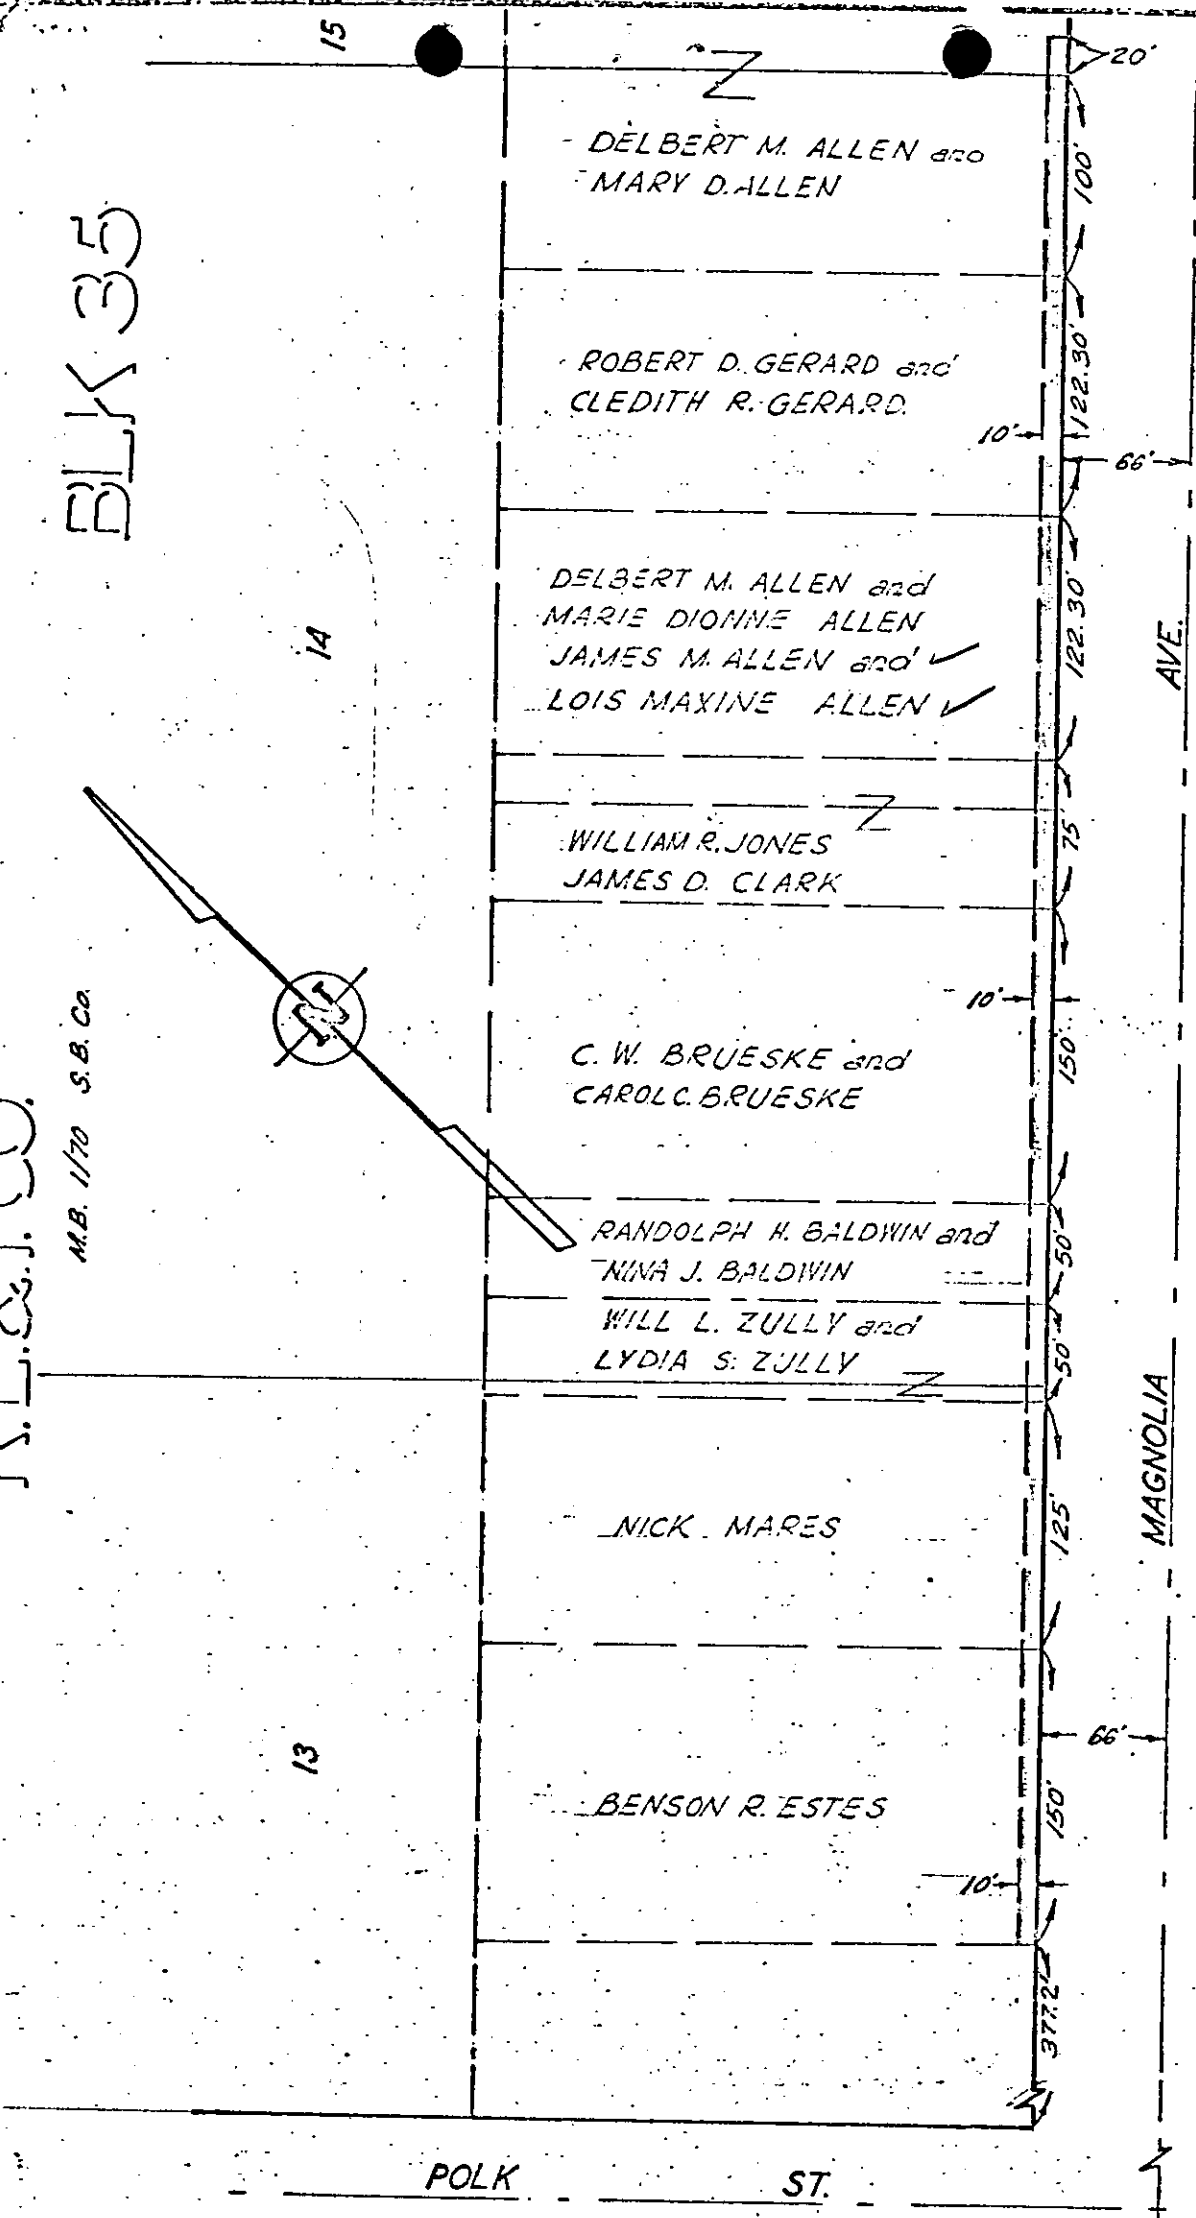 15
20'
DELBERT M. ALLEN and
MARY D. ALLEN
100'
BLK 35
ROBERT D. GERARD and
CLEDITH R. GERARD
122.30'
10'
66'
DELBERT M. ALLEN and
MARIE DIONNE ALLEN
JAMES M. ALLEN and
LOIS MAXINE ALLEN
122.30'
14
AVE.
WILLIAM R. JONES
JAMES D. CLARK
75'
N
M.B. 1/70 S.B. Co.
10'
C. W. BRUESKE and
CAROL C. BRUESKE
150'
RANDOLPH H. BALDWIN and
NINA J. BALDWIN
50'
WILL L. ZULLY and
LYDIA S. ZULLY
50'
MAGNOLIA
NICK MARES
125'
66'
13
BENSON R. ESTES
150'
10'
377.2'
POLK ST.